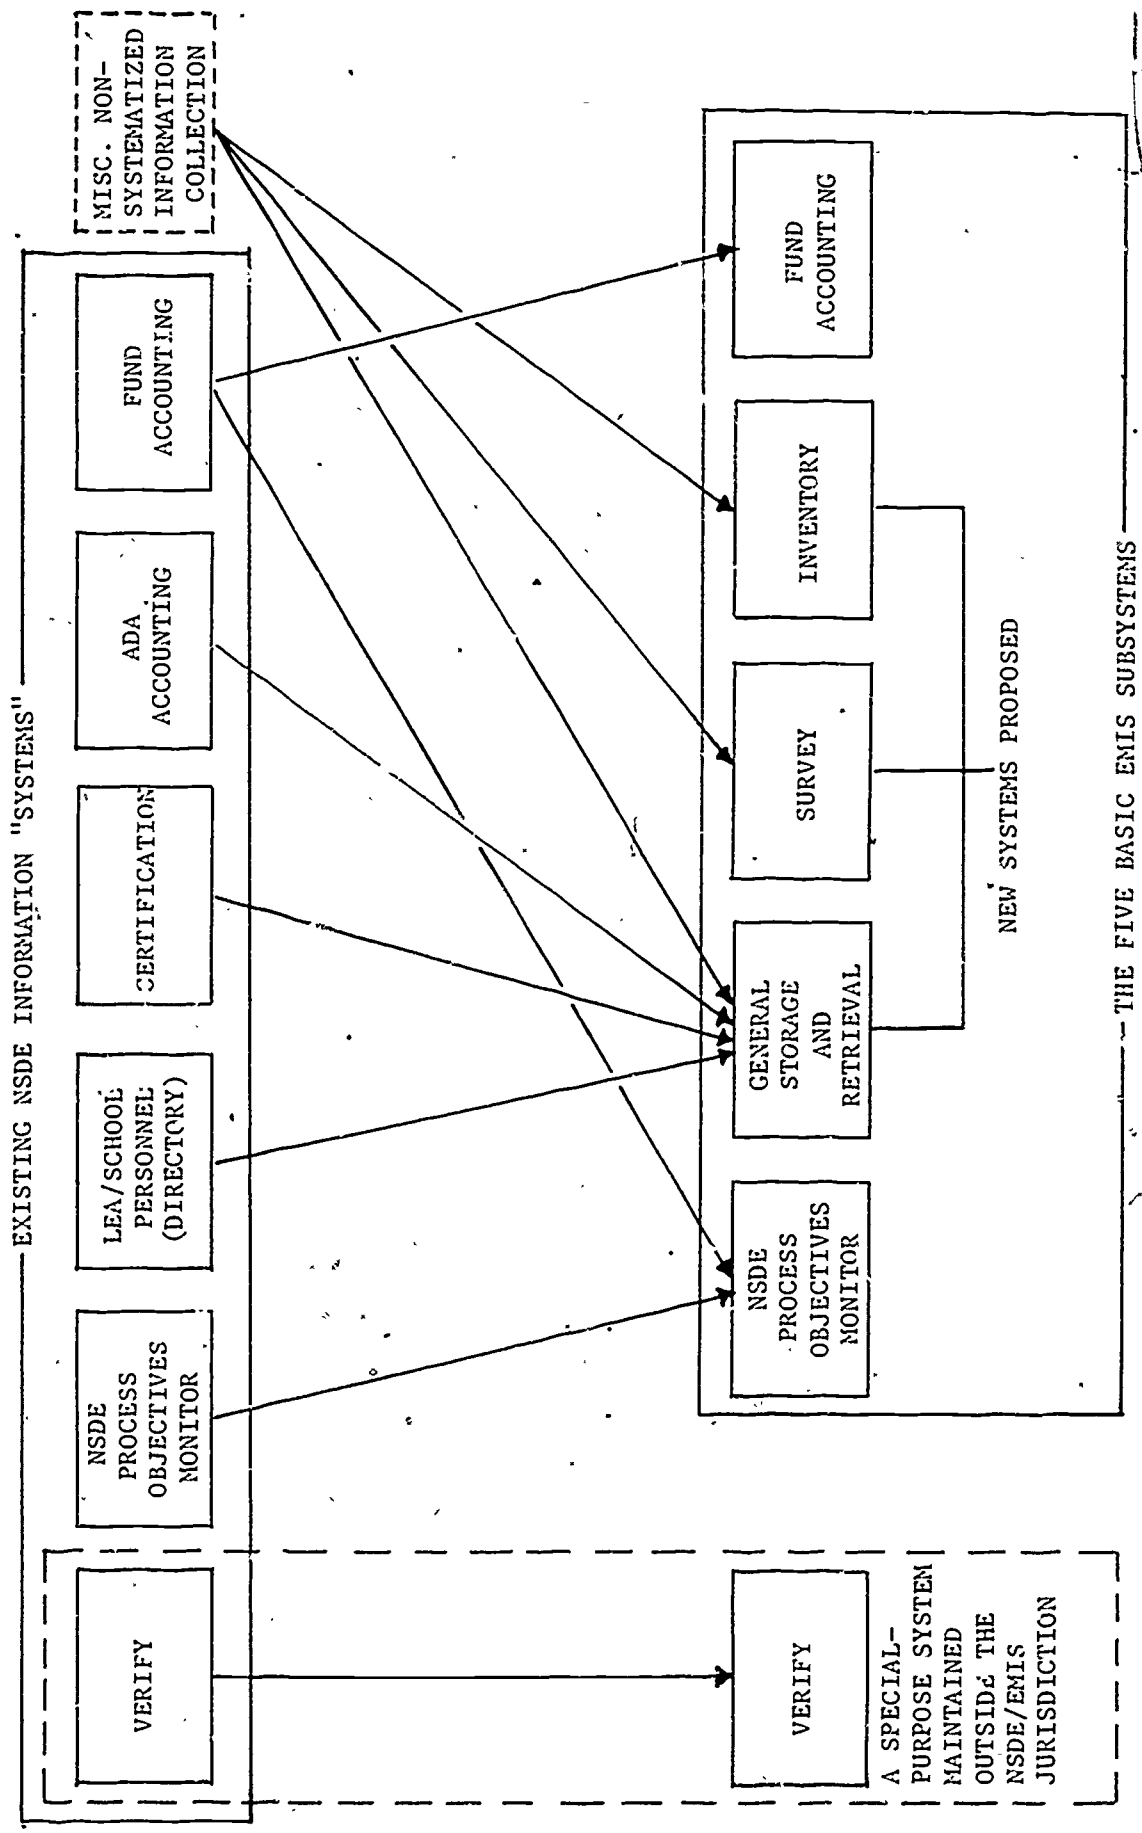 EXISTING NSDE INFORMATION "SYSTEMS"
VERIFY
NSDE
PROCESS
OBJECTIVES
MONITOR
LEA/SCHOOL
PERSONNEL
(DIRECTORY)
CERTIFICATION
ADA
ACCOUNTING
FUND
ACCOUNTING
MISC. NON-
SYSTEMATIZED
INFORMATION
COLLECTION
VERIFY
A SPECIAL-
PURPOSE SYSTEM
MAINTAINED
OUTSIDE THE
NSDE/EMIS
JURISDICTION
NSDE
PROCESS
OBJECTIVES
MONITOR
GENERAL
STORAGE
AND
RETRIEVAL
SURVEY
INVENTORY
FUND
ACCOUNTING
NEW SYSTEMS PROPOSED
THE FIVE BASIC EMIS SUBSYSTEMS